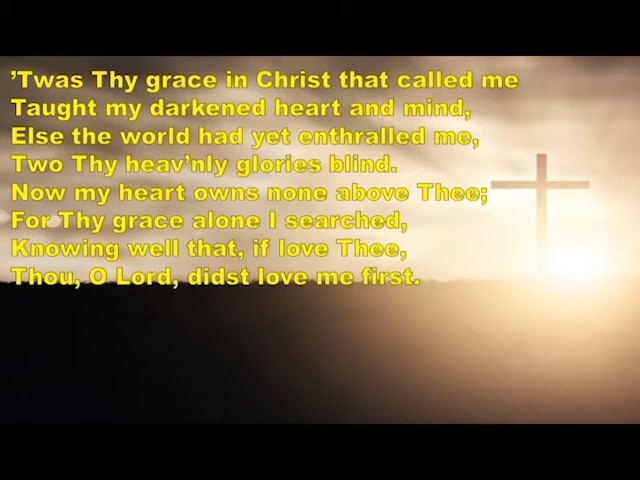 ’Twas Thy grace in Christ that called me
Taught my darkened heart and mind,
Else the world had yet enthralled me,
Two Thy heav’nly glories blind.
Now my heart owns none above Thee;
For Thy grace alone I searched,
Knowing well that, if love Thee,
Thou, O Lord, didst love me first.